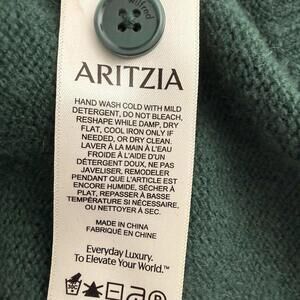 ARITZIA
HAND WASH COLD WITH MILD
DETERGENT, DO NOT BLEACH,
RESHAPE WHILE DAMP, DRY
FLAT, COOL IRON ONLY IF
NEEDED, OR DRY CLEAN.
LAVER À LA MAIN À L'EAU
FROIDE À L'AIDE D'UN
DÉTERGENT DOUX, NE PAS
JAVELISER, REMODELER
PENDANT QUE L'ARTICLE EST
ENCORE HUMIDE, SÉCHER À
PLAT, REPASSER À BASSE
TEMPÉRATURE SI NÉCESSAIRE,
OU NETTOYER À SEC.
MADE IN CHINA
FABRIQUÉ EN CHINE
Everyday Luxury.
To Elevate Your World.™